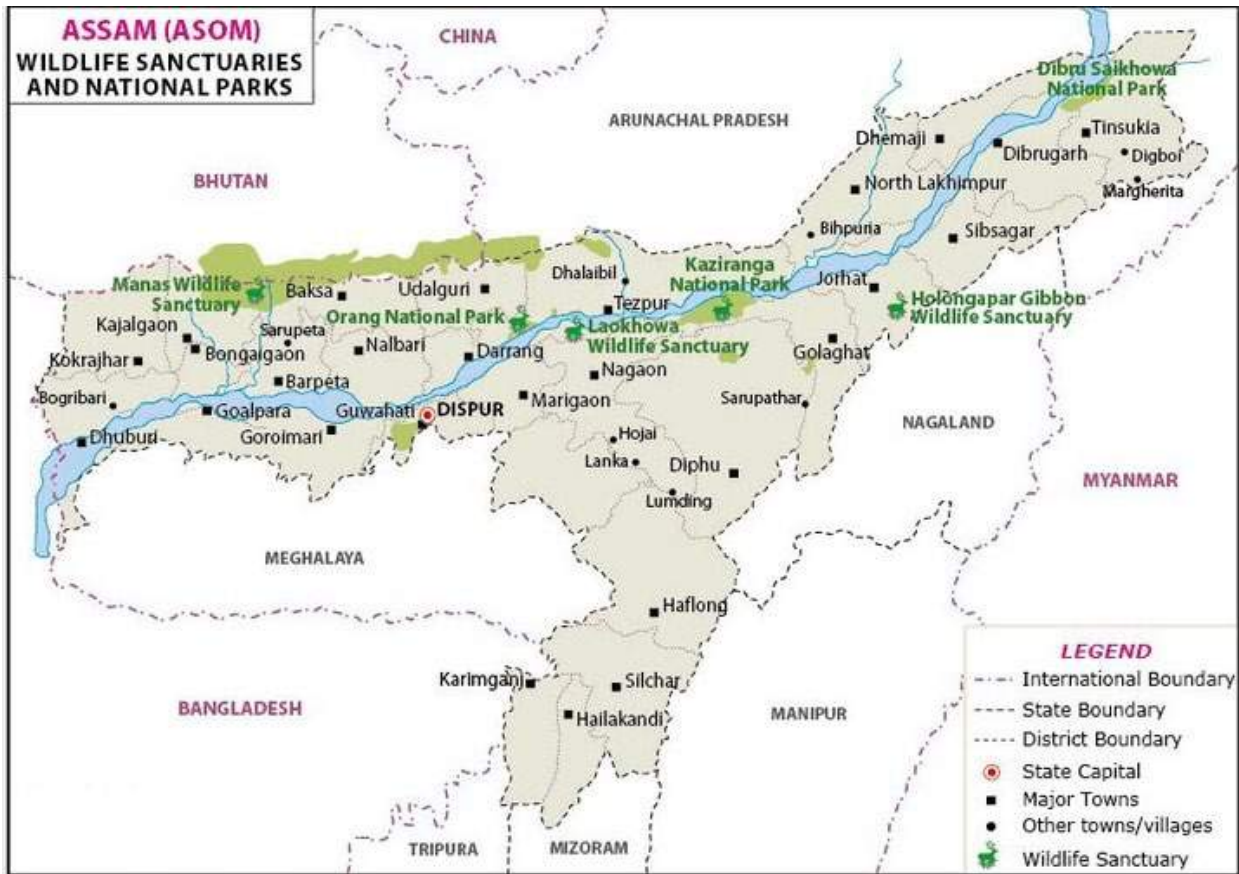 ASSAM (ASOM)
WILDLIFE SANCTUARIES
AND NATIONAL PARKS
CHINA
Dibru Saikhowa
National Park
ARUNACHAL PRADESH
Dhemaji
Tinsukia
Dibrugarh
Digboi
BHUTAN
North Lakhimpur
Margherita
Bihpuria
Sibsagar
Manas Wildlife
Sanctuary
Baksa
Udalguri
Dhalaibil
Kaziranga
National Park
Jorhat
Tezpur
Holongapar Gibbon
Wildlife Sanctuary
Orang National Park
Laokhowa
Wildlife Sanctuary
Kajalgaon
Sarupeta
Kokrajhar
Bongaigaon
Nalbari
Darrang
Golaghat
Nagaon
Barpeta
Bogribari
Goalpara
Guwahati
DISPUR
Marigaon
Sarupathar
NAGALAND
Dhuburi
Goroimari
Hojai
Lanka
Diphu
MYANMAR
Lumding
MEGHALAYA
Haflong
Karimganj
Silchar
BANGLADESH
Hailakandi
MANIPUR
TRIPURA
MIZORAM
LEGEND
International Boundary
State Boundary
District Boundary
State Capital
Major Towns
Other towns/villages
Wildlife Sanctuary